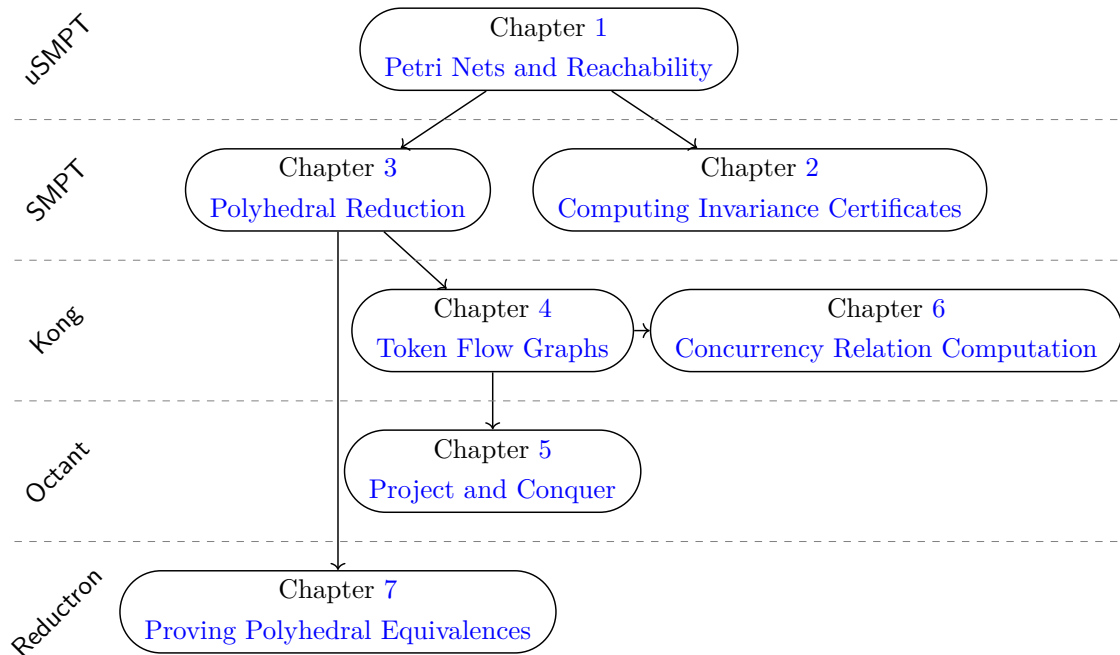 uSMPT
Chapter 1
Petri Nets and Reachability
SMPT
Chapter 3
Polyhedral Reduction
Chapter 2
Computing Invariance Certificates
Kong
Chapter 4
Token Flow Graphs
Chapter 6
Concurrency Relation Computation
Octant
Chapter 5
Project and Conquer
Reductron
Chapter 7
Proving Polyhedral Equivalences